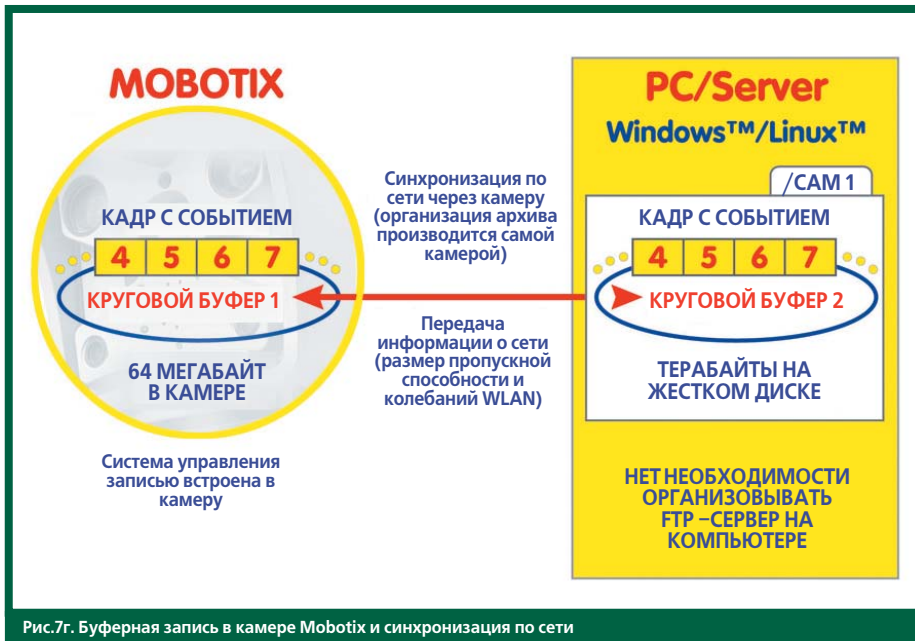 MOBOTIX
КАДР С СОБЫТИЕМ
4 5 6 7
КРУГОВОЙ БУФЕР 1
64 МЕГАБАЙТ
В КАМЕРЕ
Система управления
записью встроена в
камеру
Синхронизация по
сети через камеру
(организация архива
производится самой
камерой)
Передача
информации о сети
(размер пропускной
способности и
колебаний WLAN)
PC/Server
Windows™/Linux™
/CAM 1
КАДР С СОБЫТИЕМ
4 5 6 7
КРУГОВОЙ БУФЕР 2
ТЕРАБАЙТЫ НА
ЖЕСТКОМ ДИСКЕ
НЕТ НЕОБХОДИМОСТИ
ОРГАНИЗОВЫВАТЬ
FTP –СЕРВЕР НА
КОМПЬЮТЕРЕ
Рис.7г. Буферная запись в камере Mobotix и синхронизация по сети